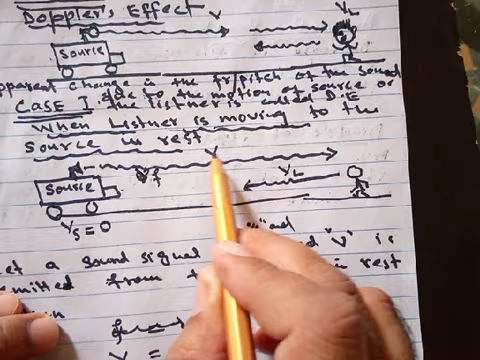 Doppler's Effect
V
VL
Source
apparent change in the fr/pitch of the sound
due to the motion of source or
CASE I the listner is called D.E
When Listner is moving to the
Source in rest
V
f
VL
Source
Vs = 0
a sound signal "V" is
emitted from rest
V =